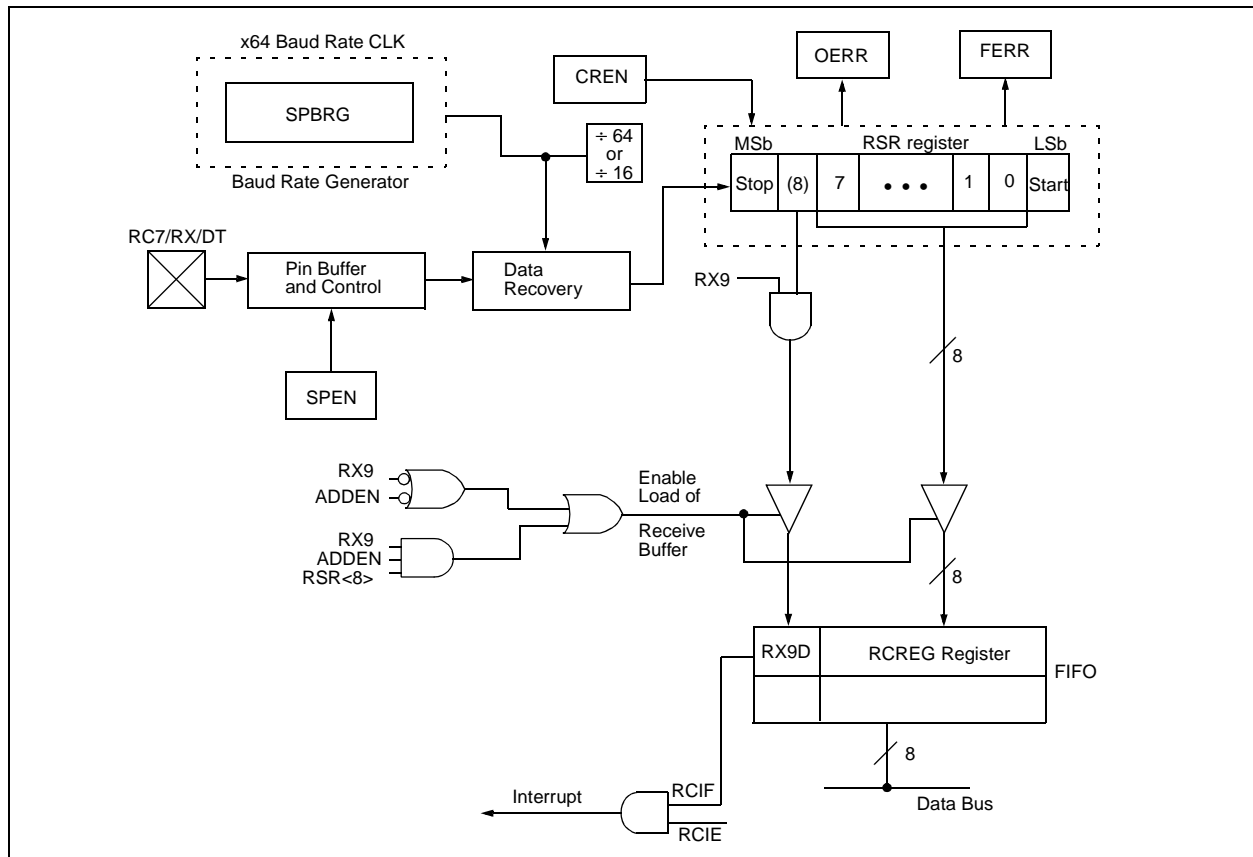 x64 Baud Rate CLK
SPBRG
Baud Rate Generator
CREN
OERR
FERR
÷ 64
or
÷ 16
MSb
RSR register
LSb
Stop (8) 7 • • • 1 0 Start
RC7/RX/DT
Pin Buffer
and Control
Data
Recovery
SPEN
RX9
8
RX9
ADDEN
RX9
ADDEN
RSR<8>
Enable
Load of
Receive
Buffer
8
RX9D
RCREG Register
FIFO
8
Data Bus
Interrupt
RCIF
RCIE